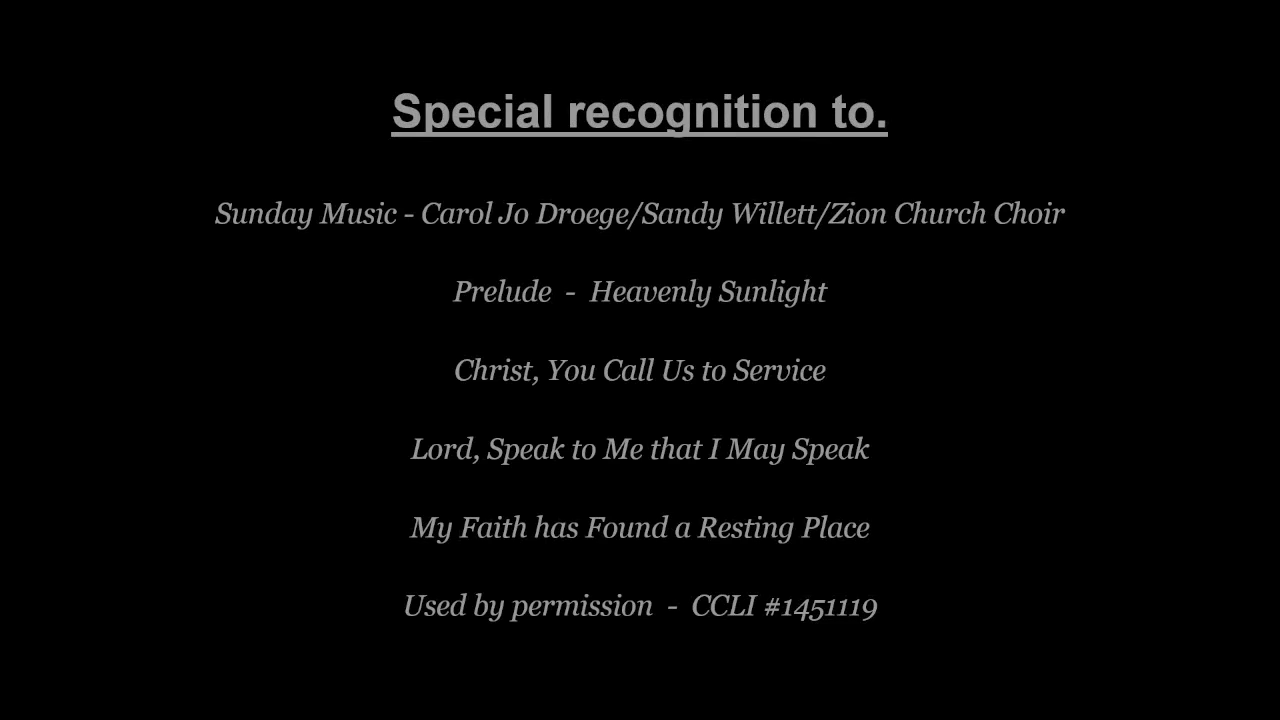 Special recognition to.
Sunday Music - Carol Jo Droege/Sandy Willett/Zion Church Choir
Prelude  -  Heavenly Sunlight
Christ, You Call Us to Service
Lord, Speak to Me that I May Speak
My Faith has Found a Resting Place
Used by permission  -  CCLI #1451119